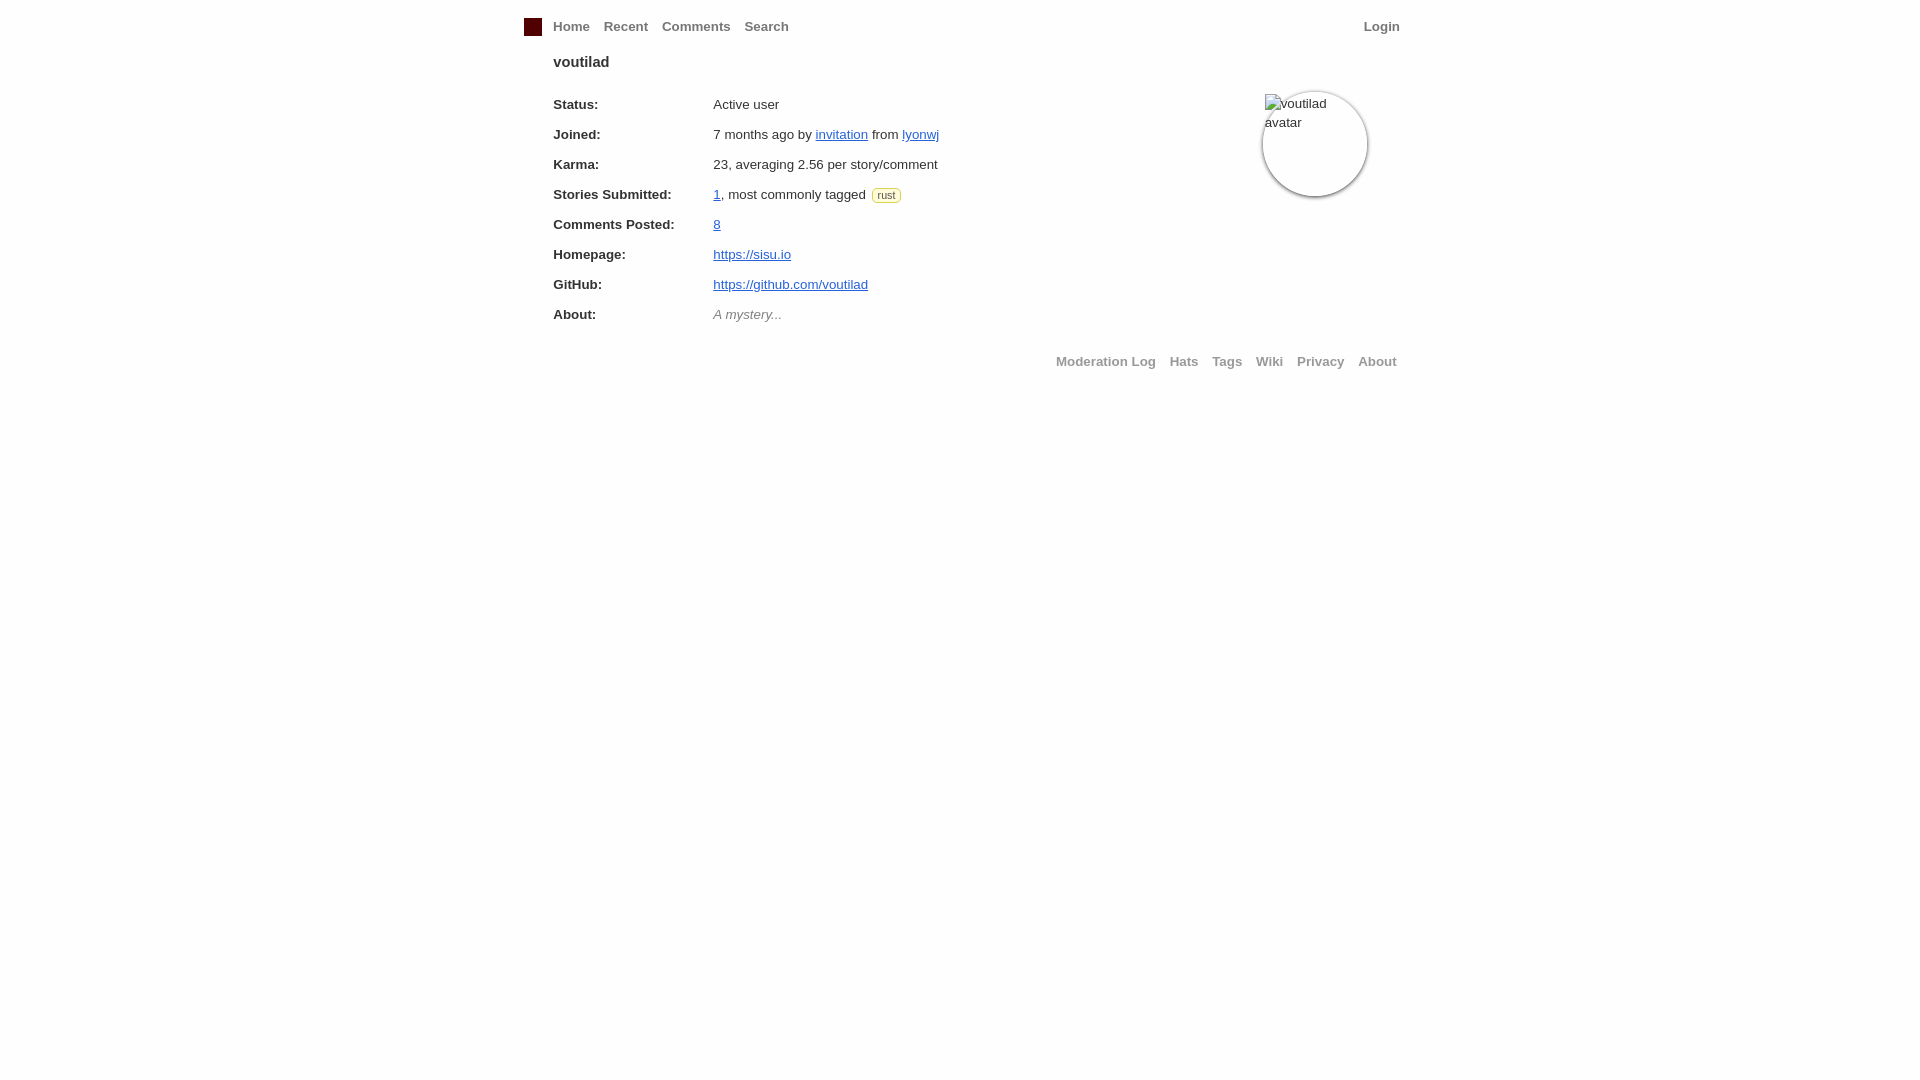 Home Recent Comments Search Login
voutilad
Status: Active user
Joined: 7 months ago by invitation from lyonwj
Karma: 23, averaging 2.56 per story/comment
Stories Submitted: 1, most commonly tagged rust
Comments Posted: 8
Homepage: https://sisu.io
GitHub: https://github.com/voutilad
About: A mystery...
voutilad
avatar
Moderation Log Hats Tags Wiki Privacy About